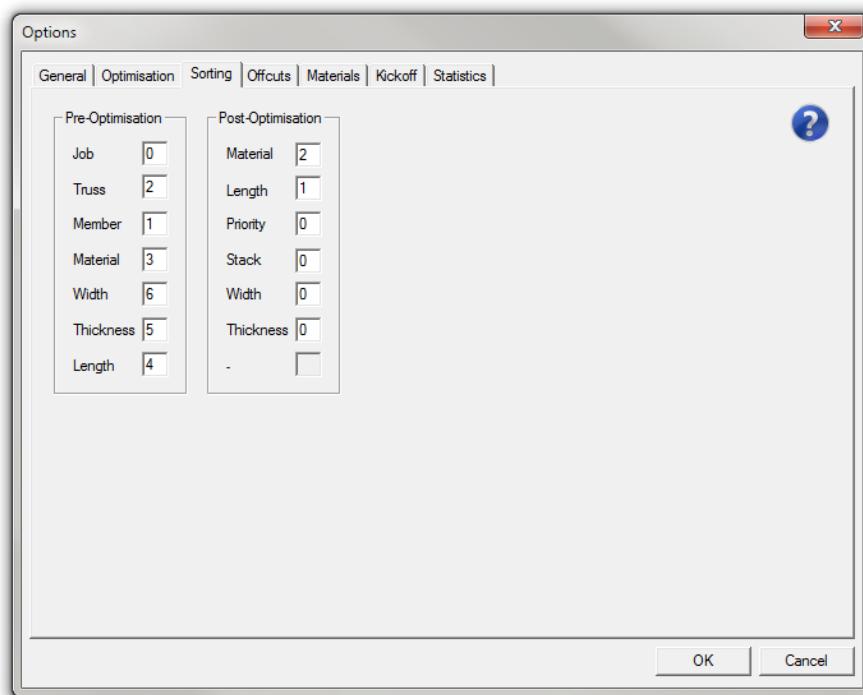 Options
X
General Optimisation Sorting Offcuts Materials Kickoff Statistics
Pre-Optimisation
Job 0
Truss 2
Member 1
Material 3
Width 6
Thickness 5
Length 4
Post-Optimisation
Material 2
Length 1
Priority 0
Stack 0
Width 0
Thickness 0
-
?
OK Cancel